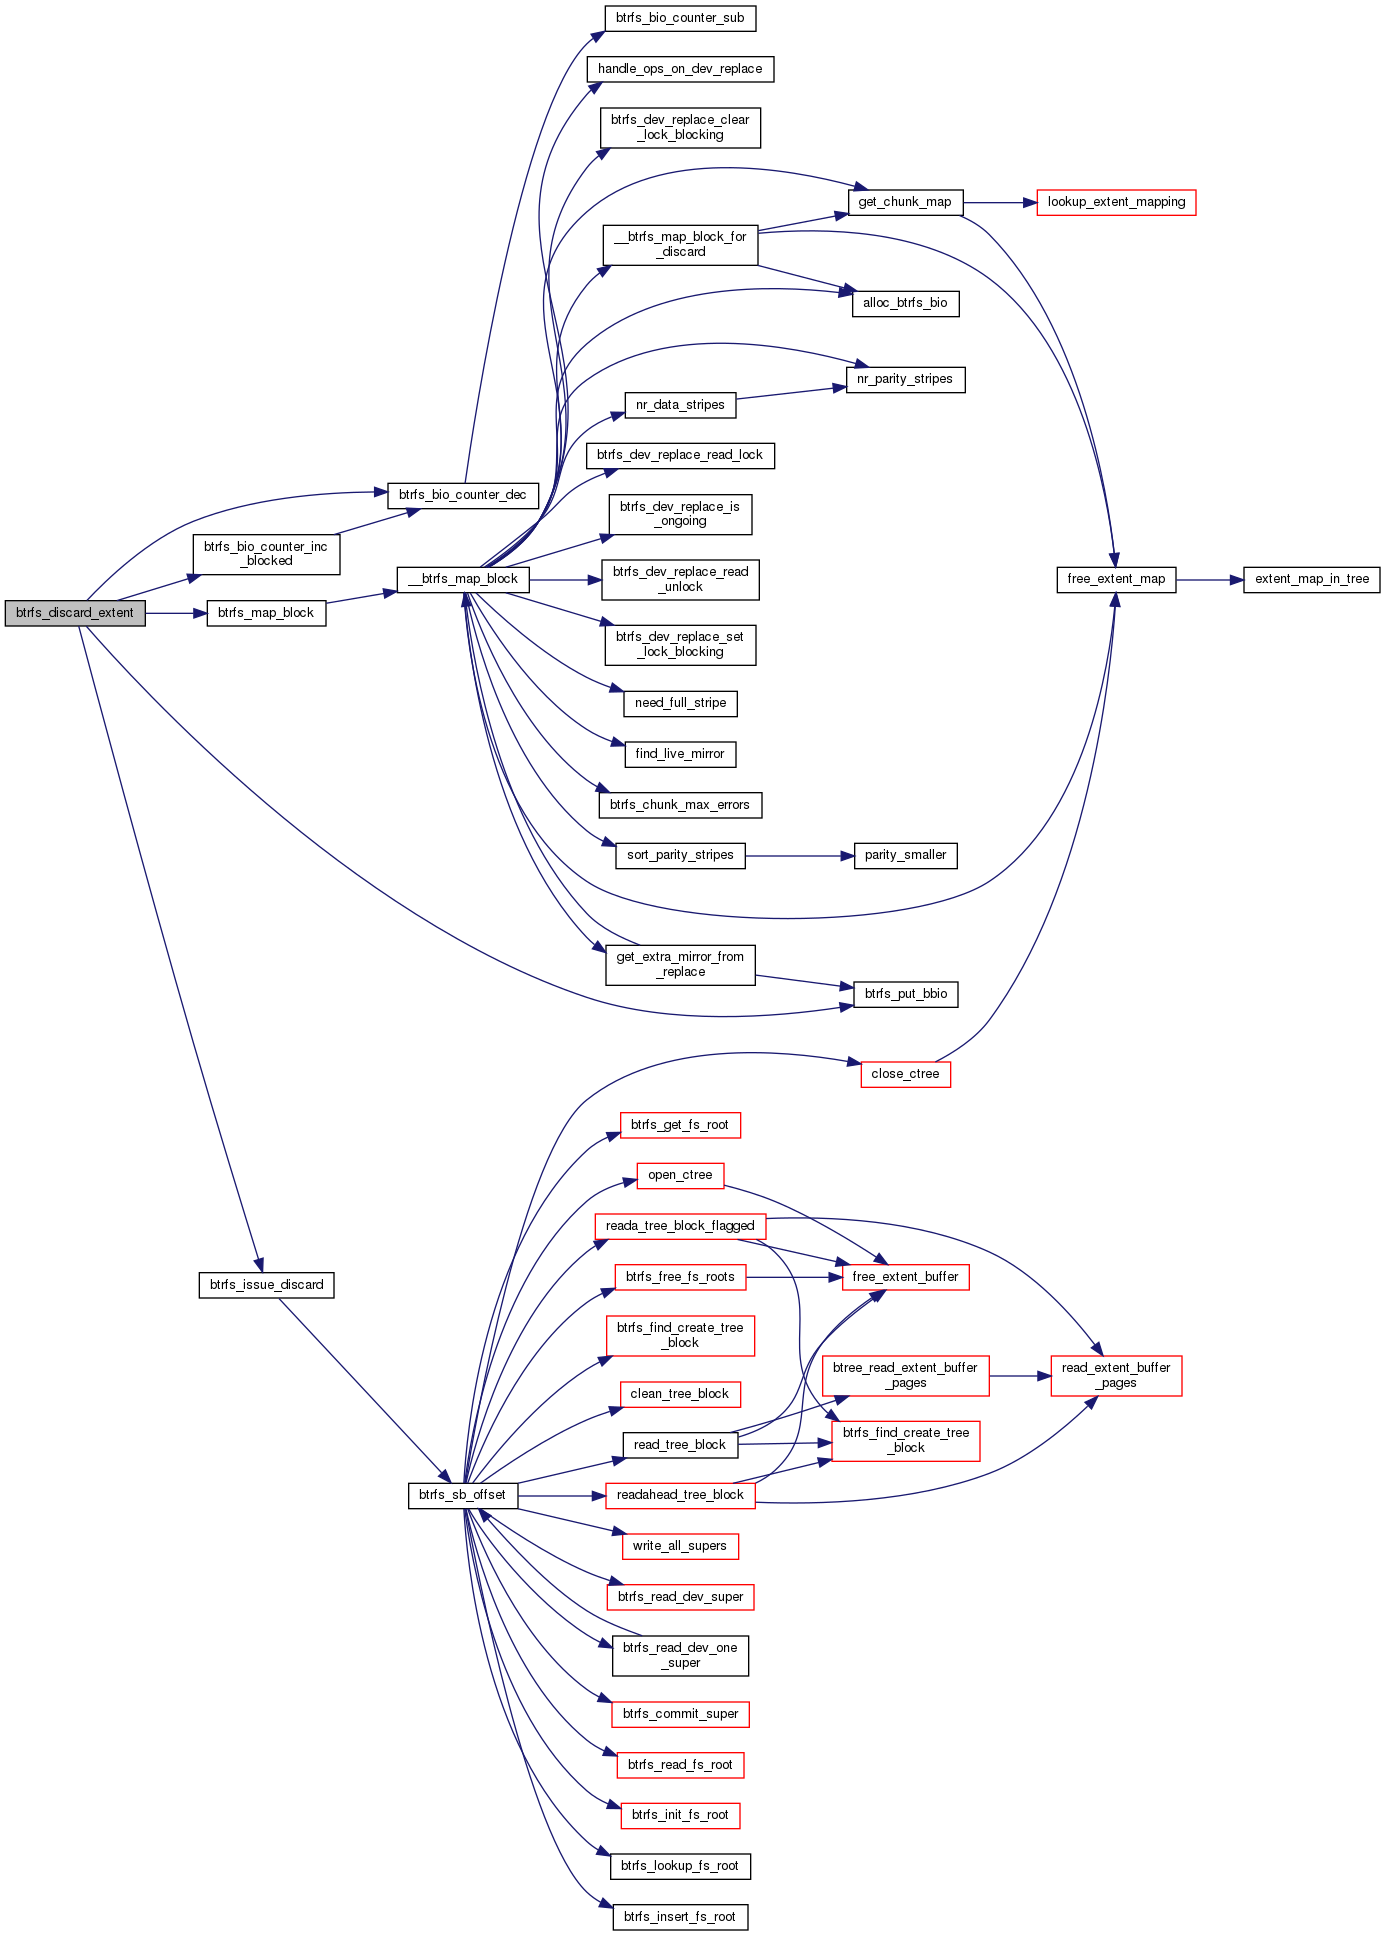 btrfs_bio_counter_sub
handle_ops_on_dev_replace
btrfs_dev_replace_clear
_lock_blocking
get_chunk_map
lookup_extent_mapping
__btrfs_map_block_for
_discard
alloc_btrfs_bio
nr_parity_stripes
nr_data_stripes
btrfs_dev_replace_read_lock
btrfs_bio_counter_dec
btrfs_dev_replace_is
_ongoing
btrfs_bio_counter_inc
_blocked
__btrfs_map_block
btrfs_dev_replace_read
_unlock
free_extent_map
extent_map_in_tree
btrfs_discard_extent
btrfs_map_block
btrfs_dev_replace_set
_lock_blocking
need_full_stripe
find_live_mirror
btrfs_chunk_max_errors
sort_parity_stripes
parity_smaller
get_extra_mirror_from
_replace
btrfs_put_bbio
close_ctree
btrfs_get_fs_root
open_ctree
reada_tree_block_flagged
btrfs_free_fs_roots
free_extent_buffer
btrfs_issue_discard
btrfs_find_create_tree
_block
btree_read_extent_buffer
_pages
read_extent_buffer
_pages
clean_tree_block
read_tree_block
btrfs_find_create_tree
_block
btrfs_sb_offset
readahead_tree_block
write_all_supers
btrfs_read_dev_super
btrfs_read_dev_one
_super
btrfs_commit_super
btrfs_read_fs_root
btrfs_init_fs_root
btrfs_lookup_fs_root
btrfs_insert_fs_root